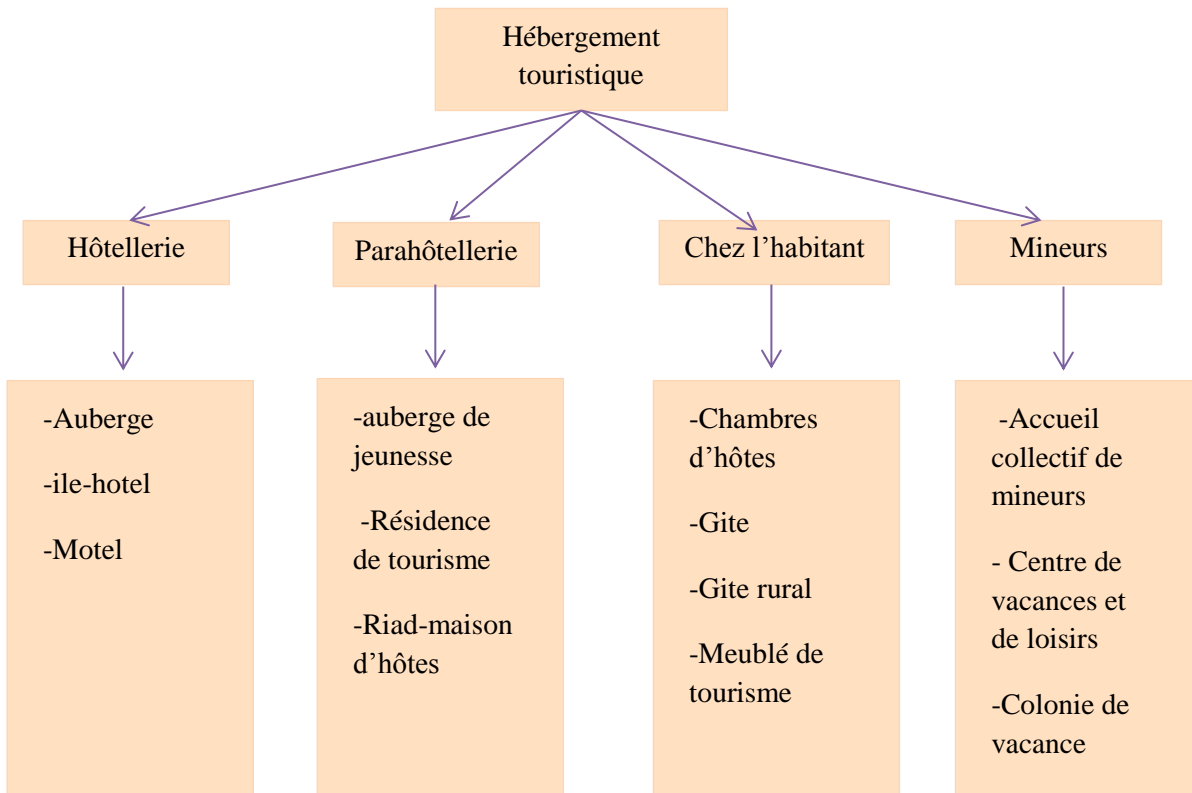 Hébergement
touristique
Hôtellerie
Parahôtellerie
Chez l’habitant
Mineurs
-Auberge
-ile-hotel
-Motel
-auberge de
jeunesse
-Résidence
de tourisme
-Riad-maison
d’hôtes
-Chambres
d’hôtes
-Gite
-Gite rural
-Meublé de
tourisme
-Accueil
collectif de
mineurs
- Centre de
vacances et
de loisirs
-Colonie de
vacance